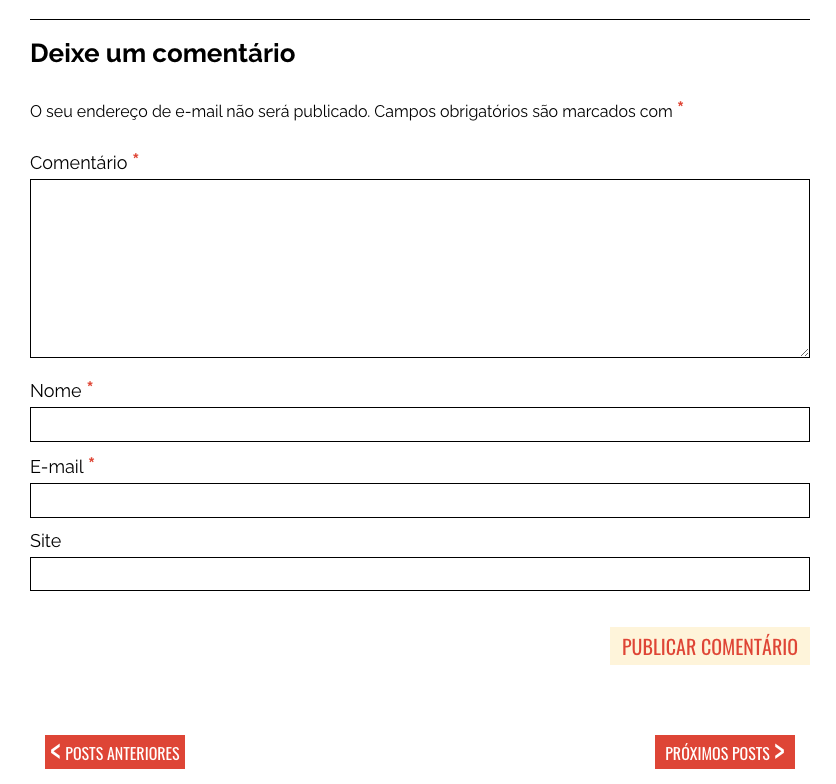 Deixe um comentário
O seu endereço de e-mail não será publicado. Campos obrigatórios são marcados com *
Comentário *
Nome *
E-mail *
Site
PUBLICAR COMENTÁRIO
< POSTS ANTERIORES
PRÓXIMOS POSTS >